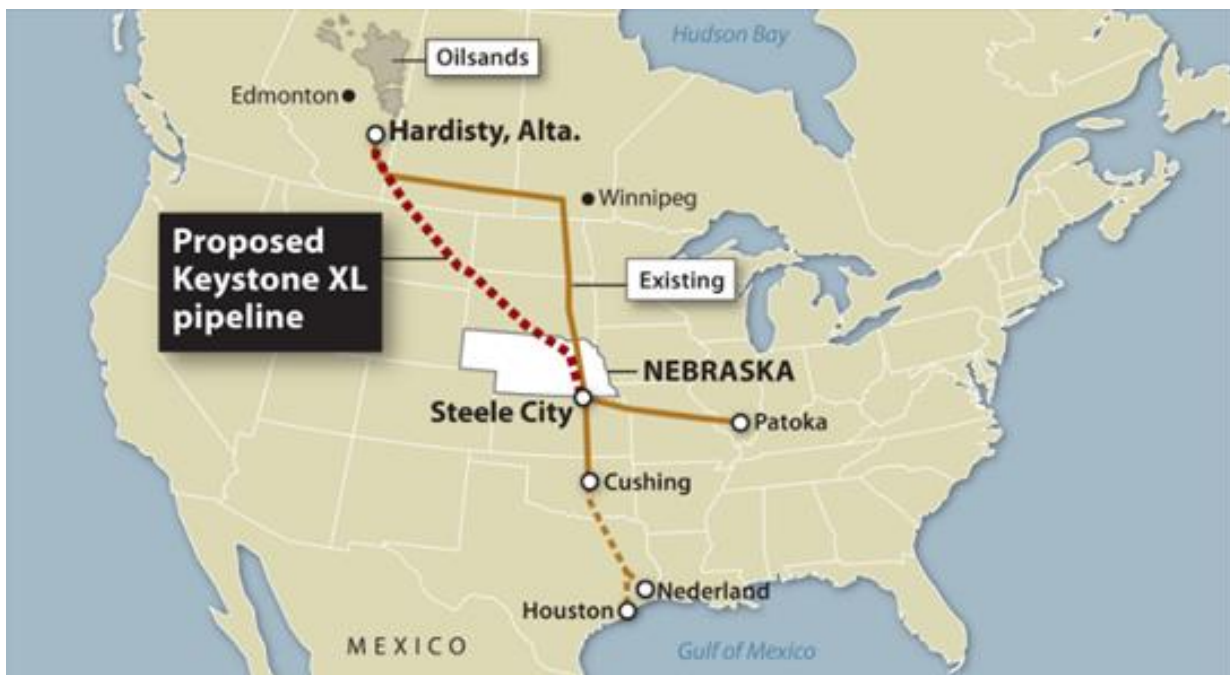 Hudson Bay
Oilsands
Edmonton
Hardisty, Alta.
Winnipeg
Proposed
Keystone XL
pipeline
Existing
NEBRASKA
Steele City
Patoka
Cushing
Nederland
Houston
MEXICO
Gulf of Mexico